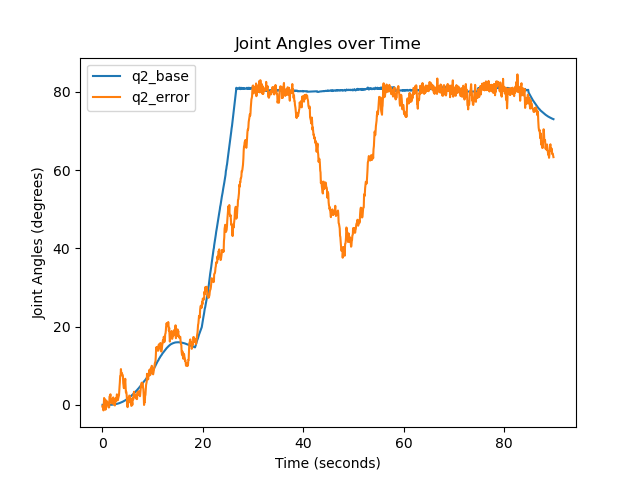 Joint Angles over Time
q2_base
q2_error
80
60
40
20
0
Joint Angles (degrees)
0 20 40 60 80
Time (seconds)